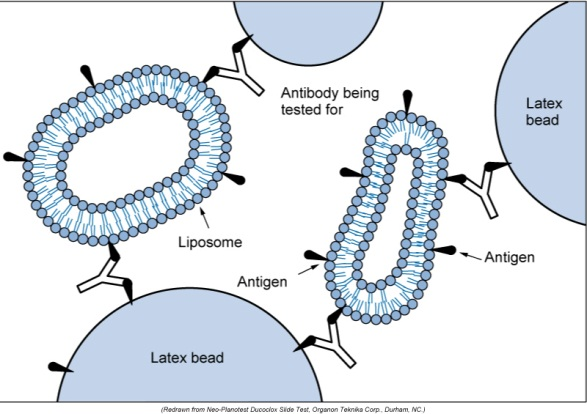 Antibody being
tested for
Latex
bead
Liposome
Antigen
Antigen
Latex bead
(Redrawn from Neo-Planotest Ducoclox Slide Test, Organon Teknika Corp., Durham, NC.)